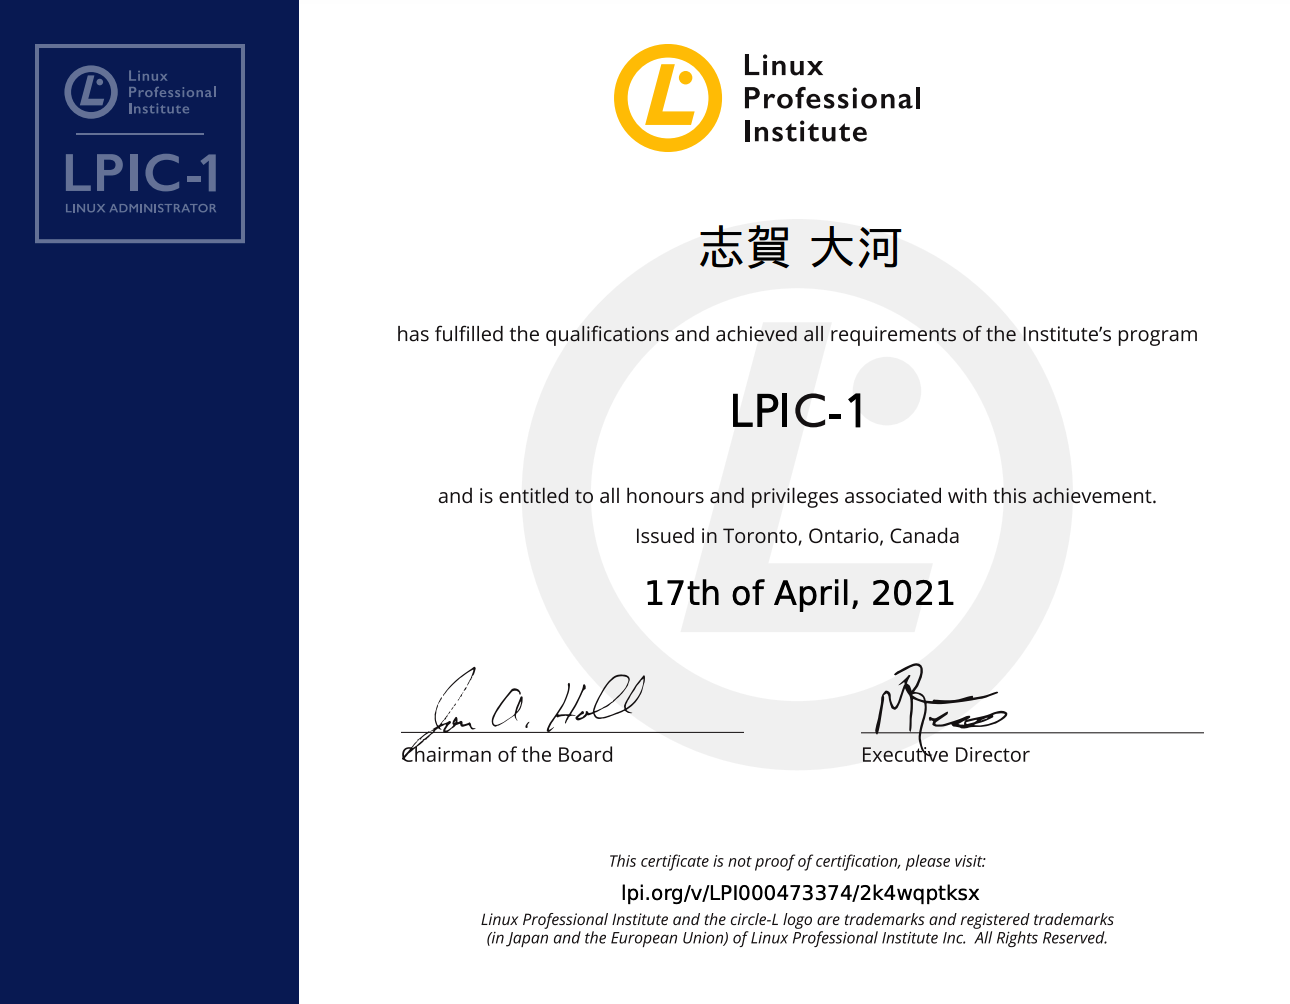 Linux
Professional
Institute
LPIC-1
LINUX ADMINISTRATOR
Linux
Professional
Institute
志賀 大河
has fulfilled the qualifications and achieved all requirements of the Institute's program
LPIC-1
and is entitled to all honours and privileges associated with this achievement.
Issued in Toronto, Ontario, Canada
17th of April, 2021
Jon A. Hall
Chairman of the Board
Executive Director
This certificate is not proof of certification, please visit:
lpi.org/v/LPI000473374/2k4wqptksx
Linux Professional Institute and the circle-L logo are trademarks and registered trademarks
(in Japan and the European Union) of Linux Professional Institute Inc.  All Rights Reserved.